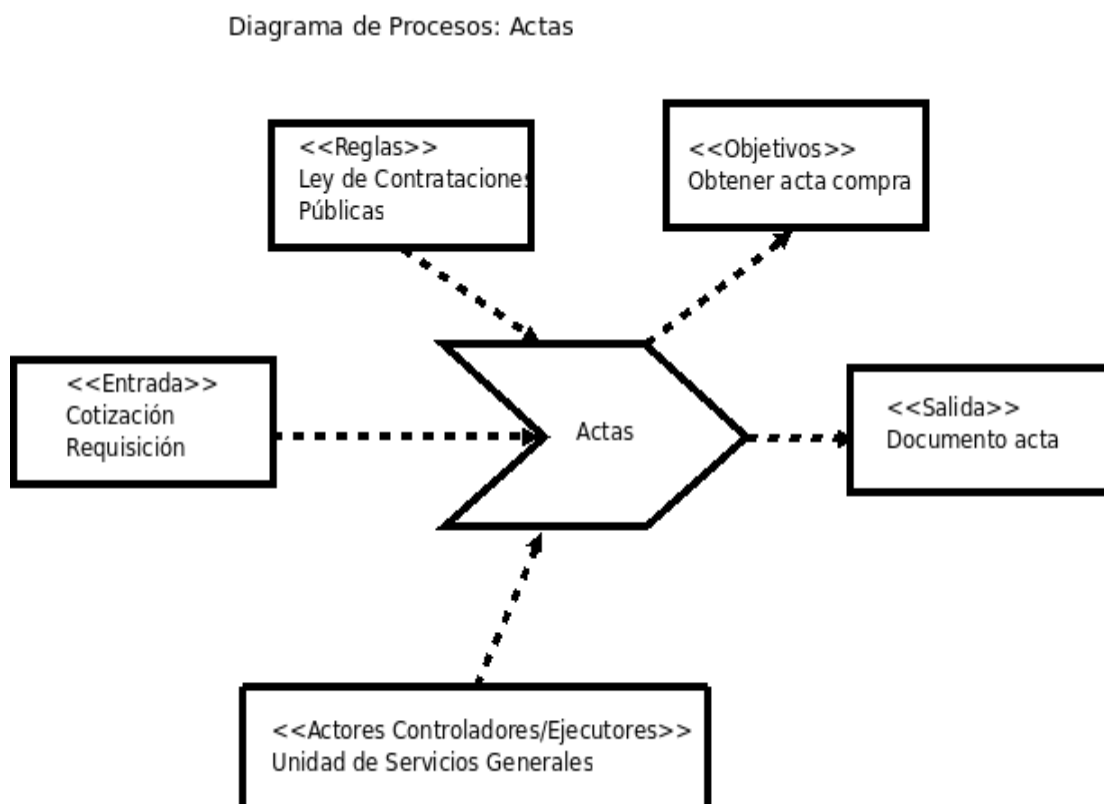 Diagrama de Procesos: Actas
<<Reglas>>
Ley de Contrataciones
Públicas
<<Objetivos>>
Obtener acta compra
<<Entrada>>
Cotización
Requisición
Actas
<<Salida>>
Documento acta
<<Actores Controladores/Ejecutores>>
Unidad de Servicios Generales